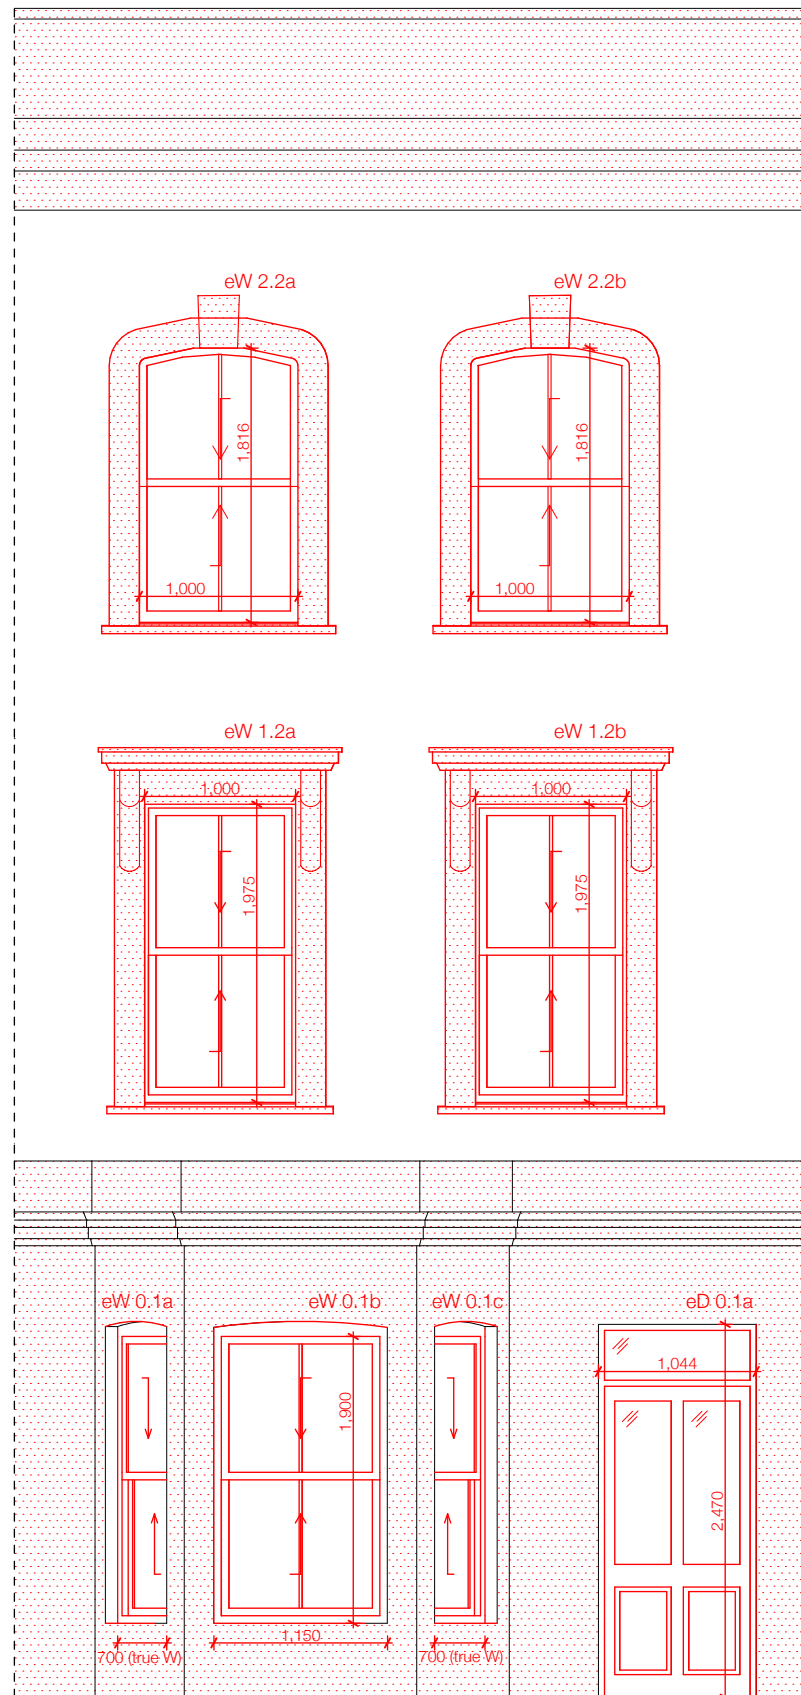 eW 2.2a
eW 2.2b
1,816
1,816
1,000
1,000
eW 1.2a
eW 1.2b
1,000
1,000
1,975
1,975
eW 0.1a
eW 0.1b
eW 0.1c
eD 0.1a
1,044
1,900
2,470
1,150
700 (true W)
700 (true W)